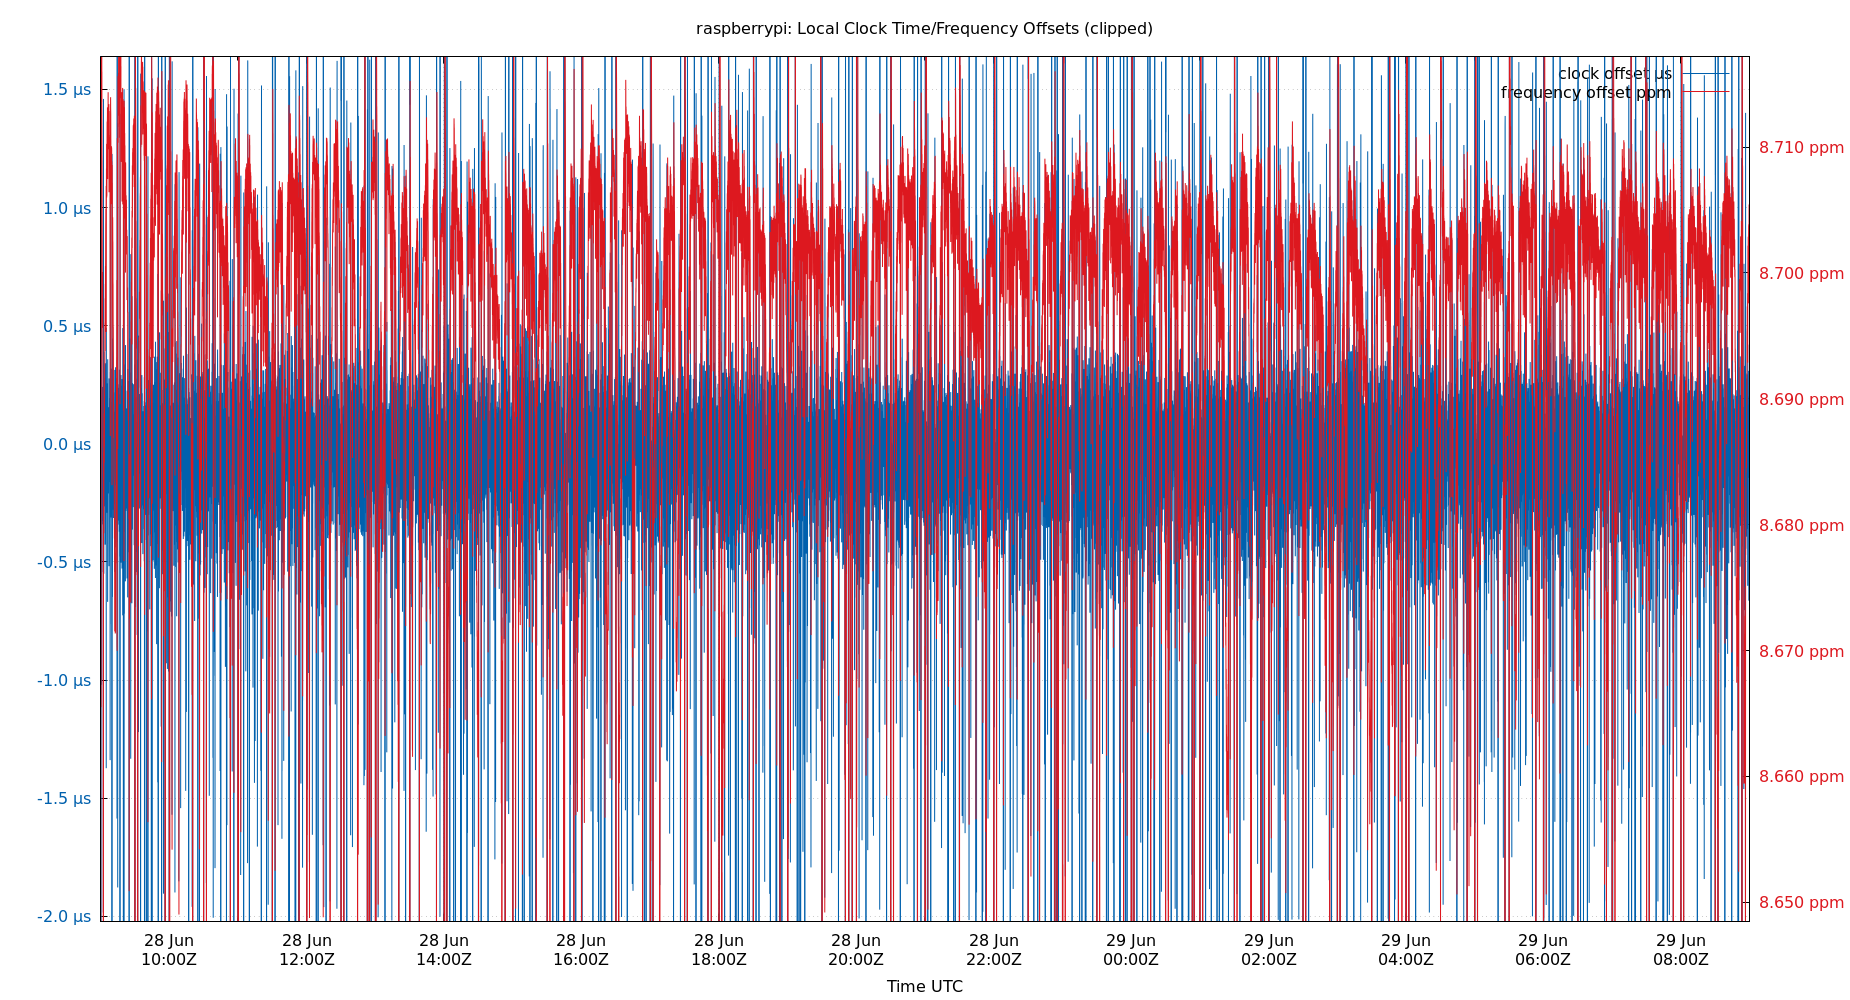 raspberrypi: Local Clock Time/Frequency Offsets (clipped)
clock offset µs
frequency offset ppm
1.5 µs
1.0 µs
0.5 µs
0.0 µs
-0.5 µs
-1.0 µs
-1.5 µs
-2.0 µs
8.710 ppm
8.700 ppm
8.690 ppm
8.680 ppm
8.670 ppm
8.660 ppm
8.650 ppm
28 Jun 28 Jun 28 Jun 28 Jun 28 Jun 28 Jun 28 Jun 29 Jun 29 Jun 29 Jun 29 Jun 29 Jun
10:00Z 12:00Z 14:00Z 16:00Z 18:00Z 20:00Z 22:00Z 00:00Z 02:00Z 04:00Z 06:00Z 08:00Z
Time UTC